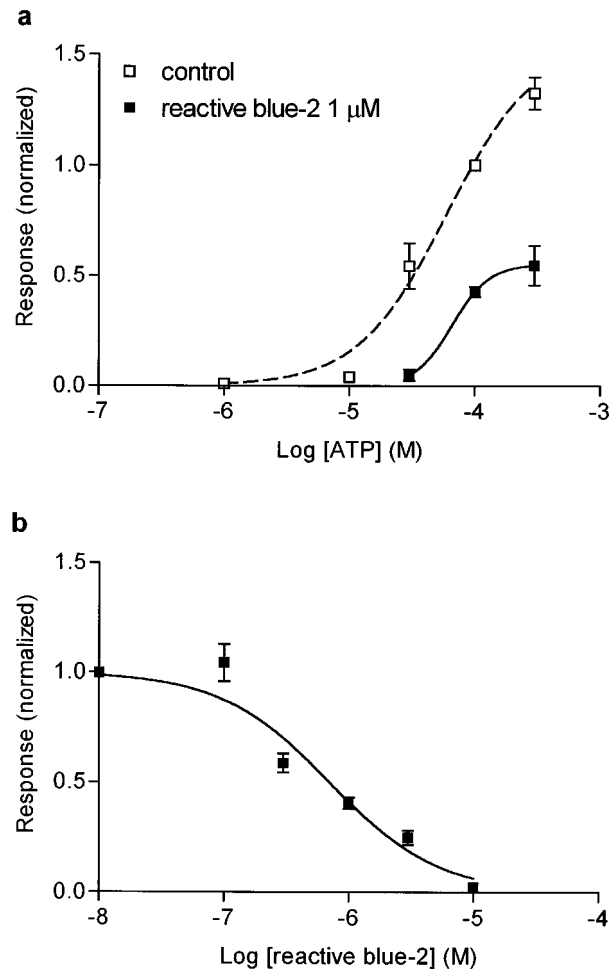 a
1.5
1.0
0.5
0.0
Response (normalized)
control
reactive blue-2 1 μM
-7
-6
-5
-4
-3
Log [ATP] (M)
b
1.5
1.0
0.5
0.0
Response (normalized)
-8
-7
-6
-5
-4
Log [reactive blue-2] (M)